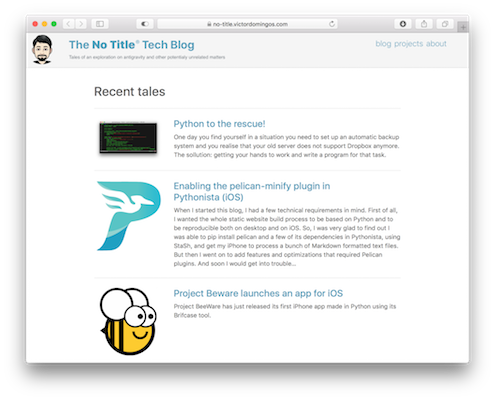 no-title.victordomingos.com
The No Title® Tech Blog
blog projects about
Tales of an exploration on antigravity and other potentialy unrelated matters
Recent tales
Python to the rescue!
One day you find yourself in a situation you need to set up an automatic backup
system and you realise that your old server does not support Dropbox anymore.
The solution: getting your hands to work and write a program for that task.
Enabling the pelican-minify plugin in
Pythonista (iOS)
When I started this blog, I had a few technical requirements in mind. First of all,
I wanted the whole static website build process to be based on Python and to
be reproducible both on desktop and on iOS. So, I was very glad to find out I
was able to pip install pelican and a few of its dependencies in Pythonista, using
StaSh, and get my iPhone to process a bunch of Markdown formatted text files.
But then I went on to add features and optimizations that required Pelican
plugins. And soon I would get into trouble...
Project Beware launches an app for iOS
Project BeeWare has just released its first iPhone app made in Python using its
Briefcase tool.